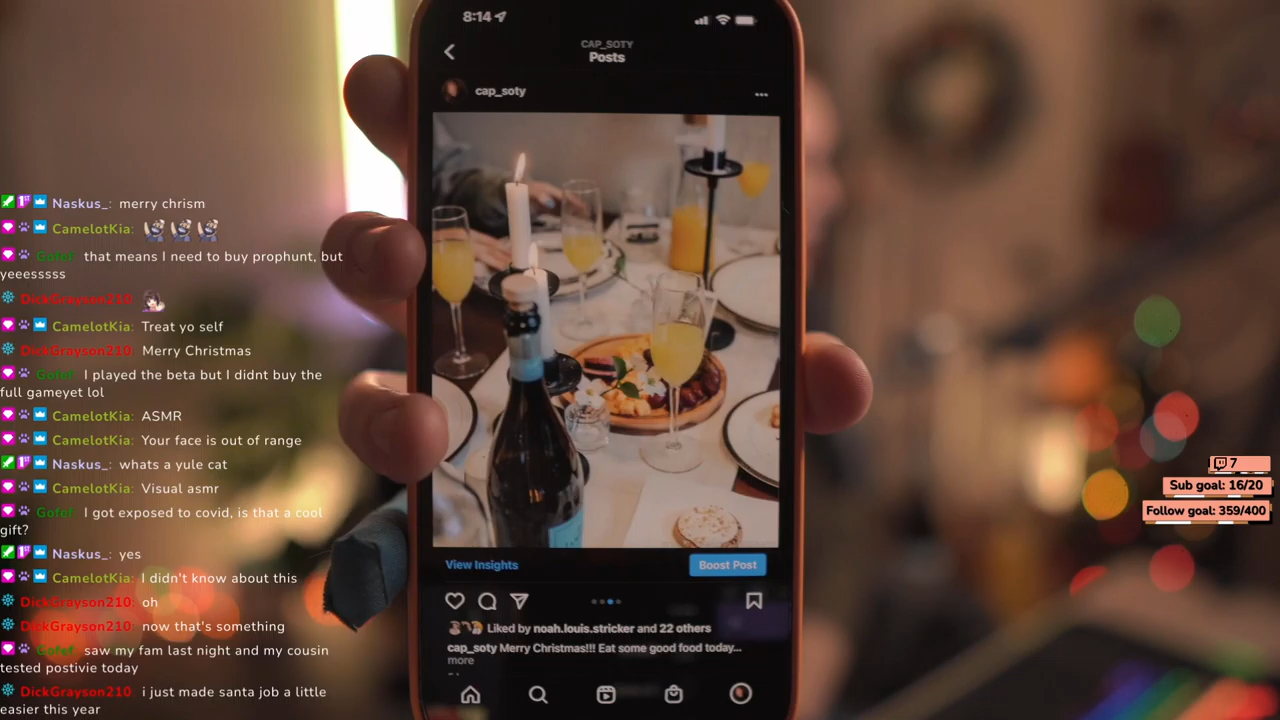 8:14
CAP_SOTY
Posts
cap_soty
View Insights
Boost Post
Liked by noah.louis.stricker and 22 others
cap_soty Merry Christmas!!! Eat some good food today...
more
Naskus_: merry chrism
CamelotKia:
Gofef: that means I need to buy prophunt, but
yeeesssss
DickGrayson210:
CamelotKia: Treat yo self
DickGrayson210: Merry Christmas
Gofef: I played the beta but I didnt buy the
full gameyet lol
CamelotKia: ASMR
CamelotKia: Your face is out of range
Naskus_: whats a yule cat
CamelotKia: Visual asmr
Gofef: I got exposed to covid, is that a cool
gift?
Naskus_: yes
CamelotKia: I didn't know about this
DickGrayson210: oh
DickGrayson210: now that's something
Gofef: saw my fam last night and my cousin
tested postivie today
DickGrayson210: i just made santa job a little
easier this year
7
Sub goal: 16/20
Follow goal: 359/400